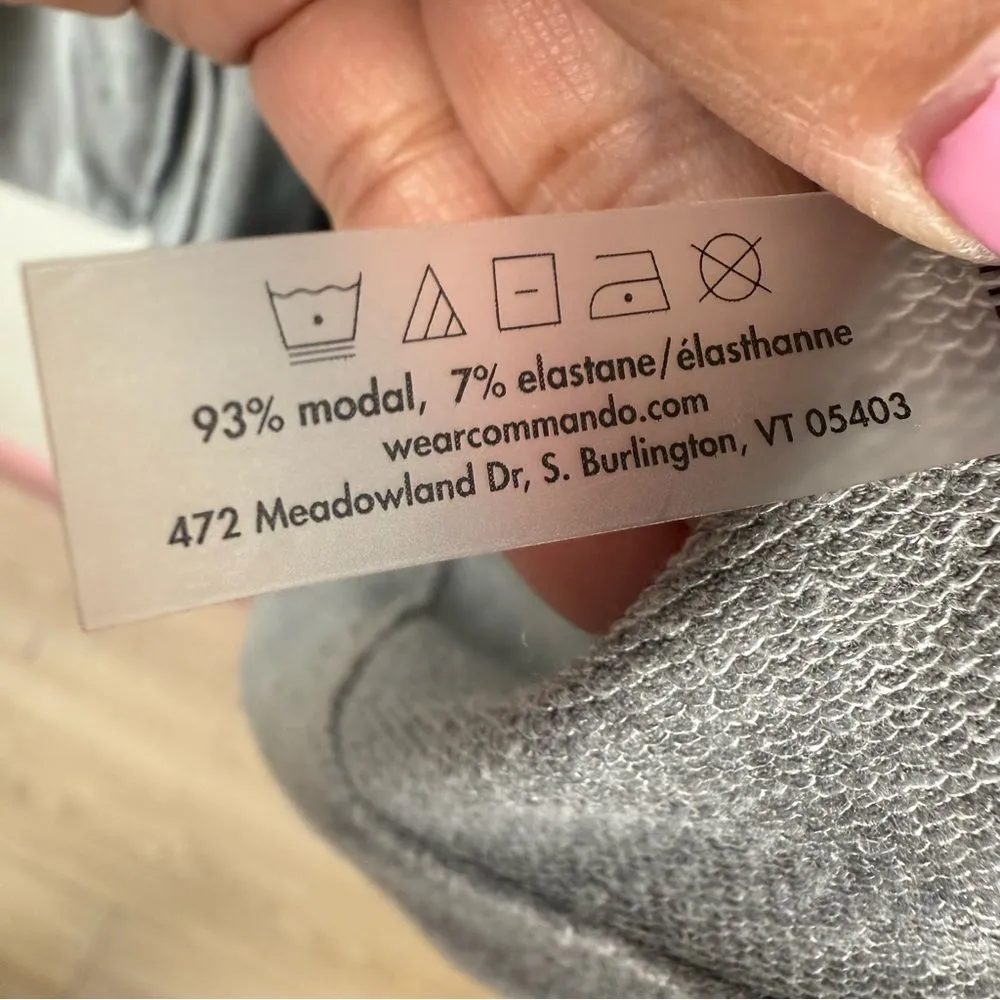 93% modal, 7% elastane/élasthanne
wearcommando.com
472 Meadowland Dr, S. Burlington, VT 05403